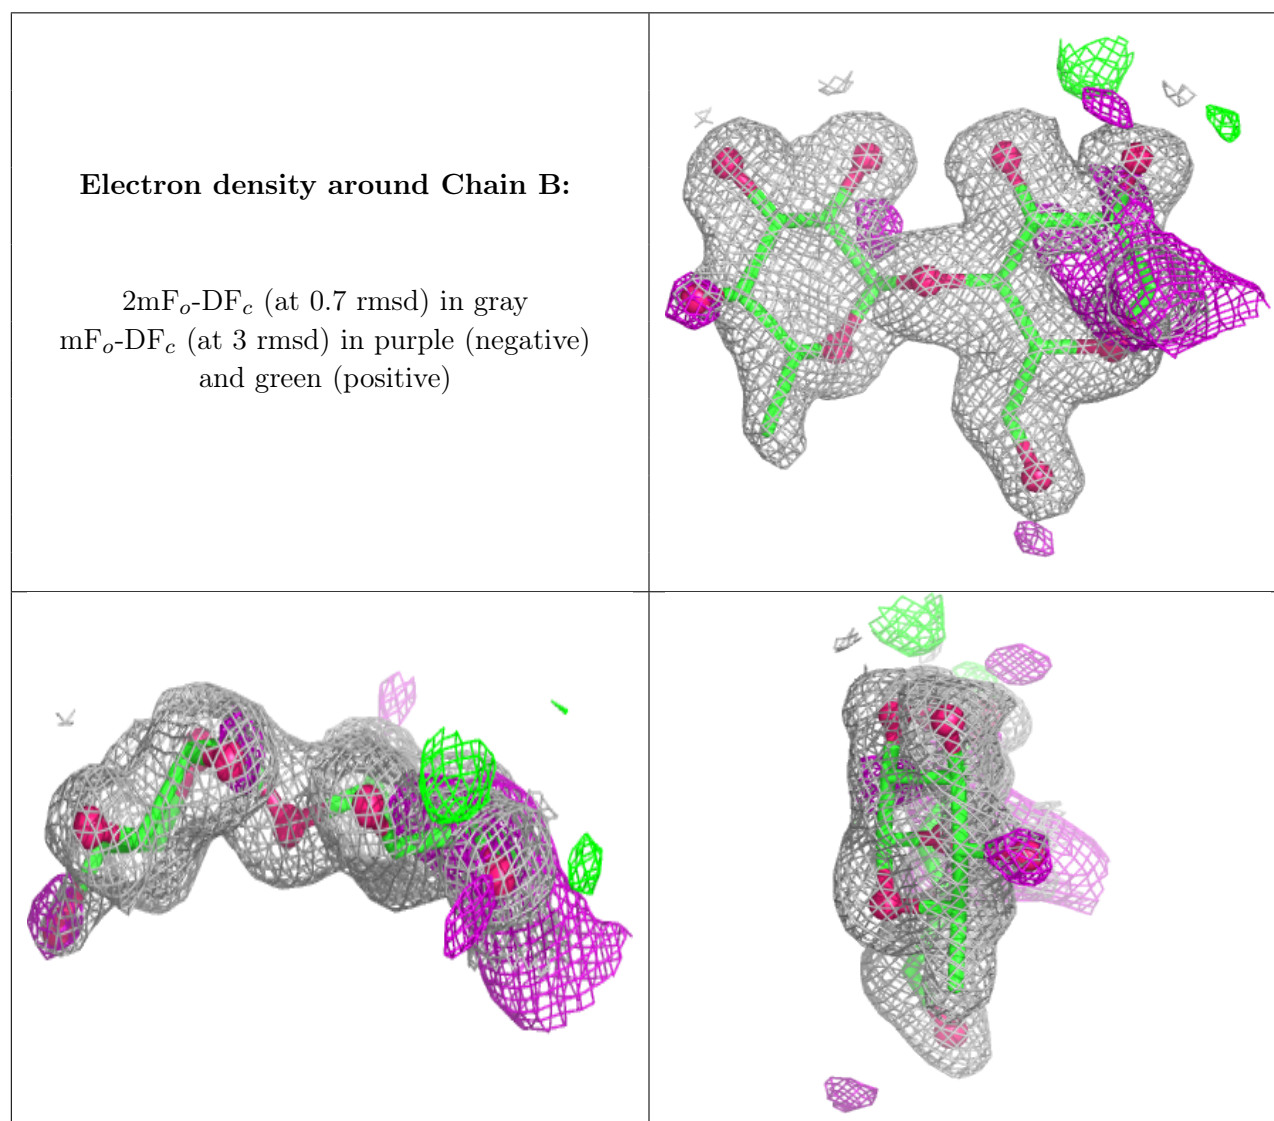 Electron density around Chain B:
2mFₒ-DF𝒸 (at 0.7 rmsd) in gray
mFₒ-DF𝒸 (at 3 rmsd) in purple (negative)
and green (positive)